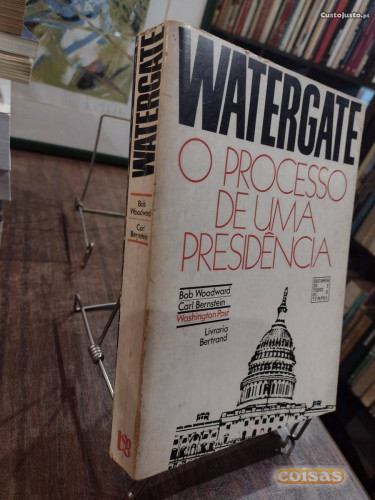 CustoJusto.pt
WATERGATE
O PROCESSO
DE UMA
PRESIDÊNCIA
Bob Woodward
Carl Bernstein
Washington Post
Livraria
Bertrand
WATERGATE
Bob
Woodward
Carl
Bernstein
coisas